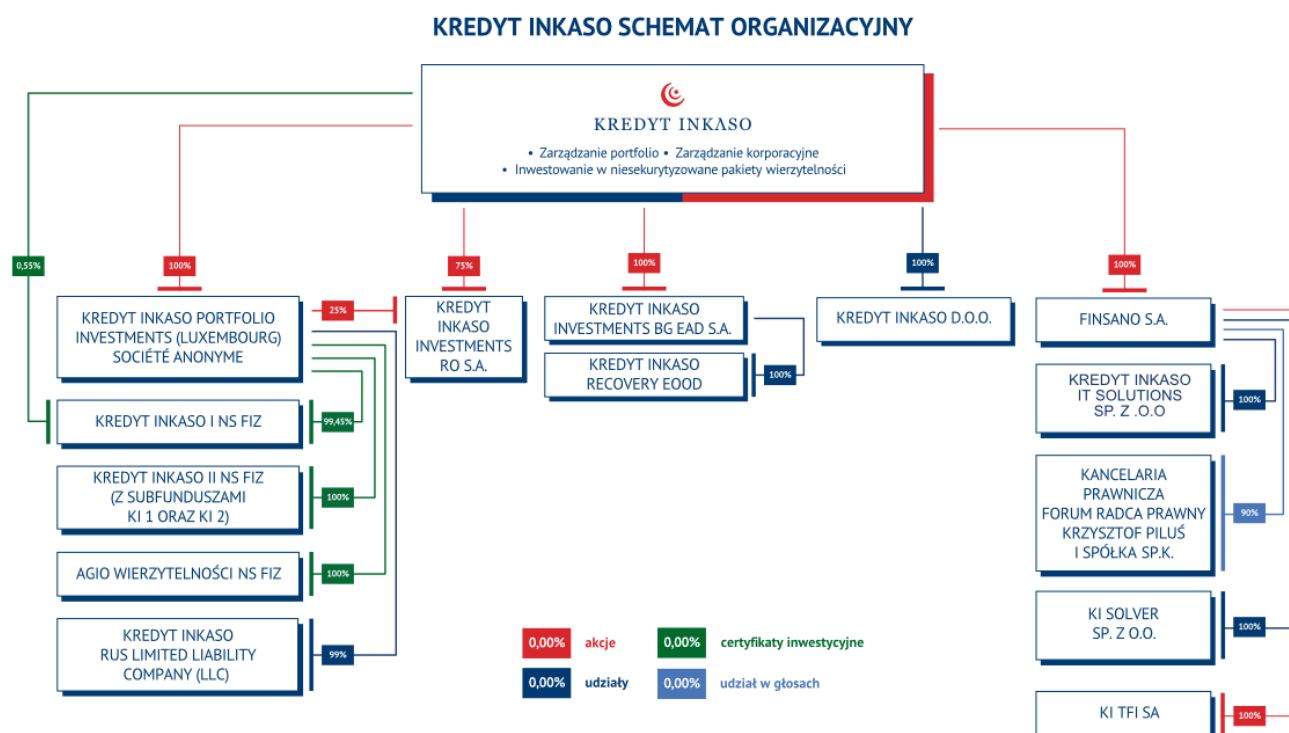 KREDYT INKASO SCHEMAT ORGANIZACYJNY
KREDYT INKASO
• Zarządzanie portfolio • Zarządzanie korporacyjne
• Inwestowanie w niesekurytyzowane pakiety wierzytelności
0,55%
100%
75%
100%
100%
100%
KREDYT INKASO PORTFOLIO
INVESTMENTS (LUXEMBOURG)
SOCIÉTÉ ANONYME
25%
KREDYT
INKASO
INVESTMENTS
RO S.A.
KREDYT INKASO
INVESTMENTS BG EAD S.A.
KREDYT INKASO
RECOVERY EOOD
100%
KREDYT INKASO D.O.O.
FINSANO S.A.
KREDYT INKASO I NS FIZ
99,45%
KREDYT INKASO II NS FIZ
(Z SUBFUNDUSZAMI
KI 1 ORAZ KI 2)
100%
AGIO WIERZYTELNOŚCI NS FIZ
100%
KREDYT INKASO
RUS LIMITED LIABILITY
COMPANY (LLC)
99%
KREDYT INKASO
IT SOLUTIONS
SP. Z .O.O
100%
KANCELARIA
PRAWNICZA
FORUM RADCA PRAWNY
KRZYSZTOF PILUŚ
I SPÓŁKA SP.K.
90%
KI SOLVER
SP. Z O.O.
100%
KI TFI SA
100%
0,00% akcje
0,00% certyfikaty inwestycyjne
0,00% udziały
0,00% udział w głosach